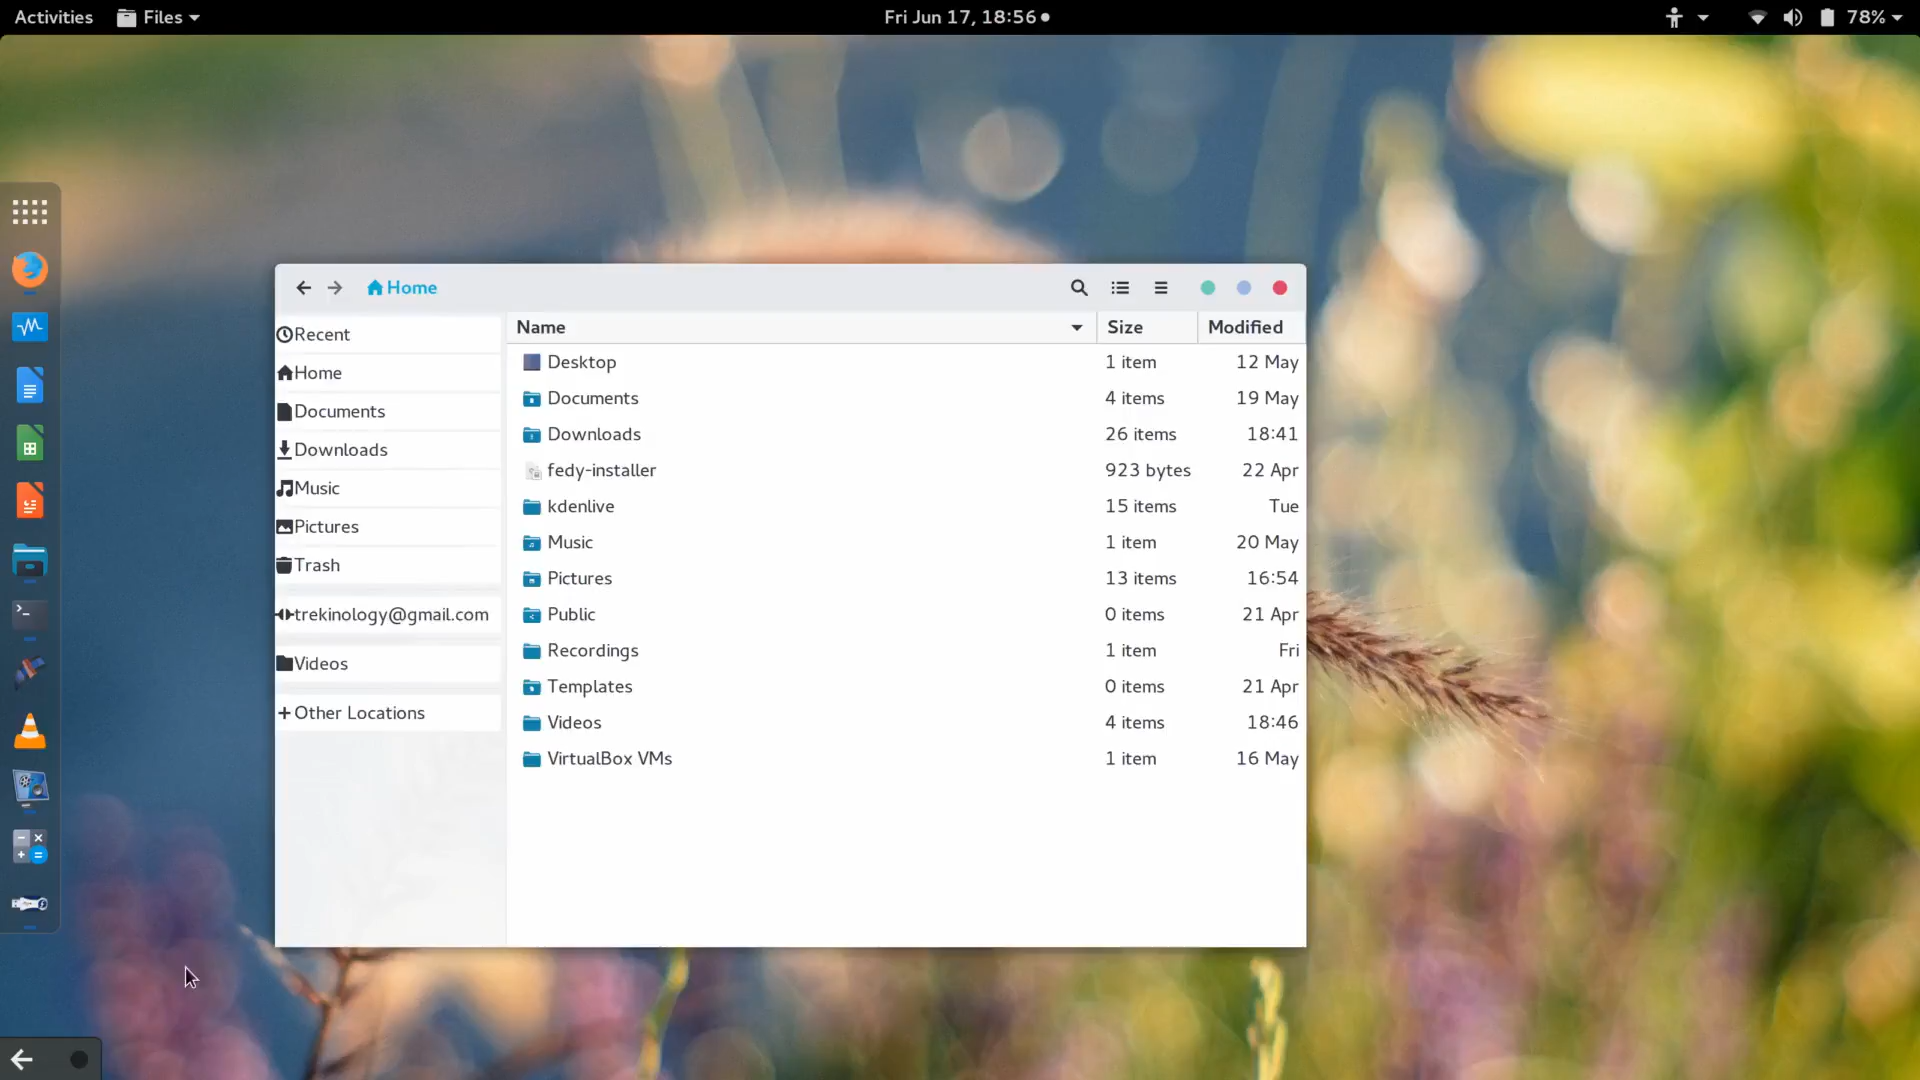 Activities Files Fri Jun 17, 18:56 78%
Home
Name Size Modified
Recent
Home
Documents
Downloads
Music
Pictures
Trash
trekinology@gmail.com
Videos
Other Locations
Desktop 1 item 12 May
Documents 4 items 19 May
Downloads 26 items 18:41
fedy-installer 923 bytes 22 Apr
kdenlive 15 items Tue
Music 1 item 20 May
Pictures 13 items 16:54
Public 0 items 21 Apr
Recordings 1 item Fri
Templates 0 items 21 Apr
Videos 4 items 18:46
VirtualBox VMs 1 item 16 May